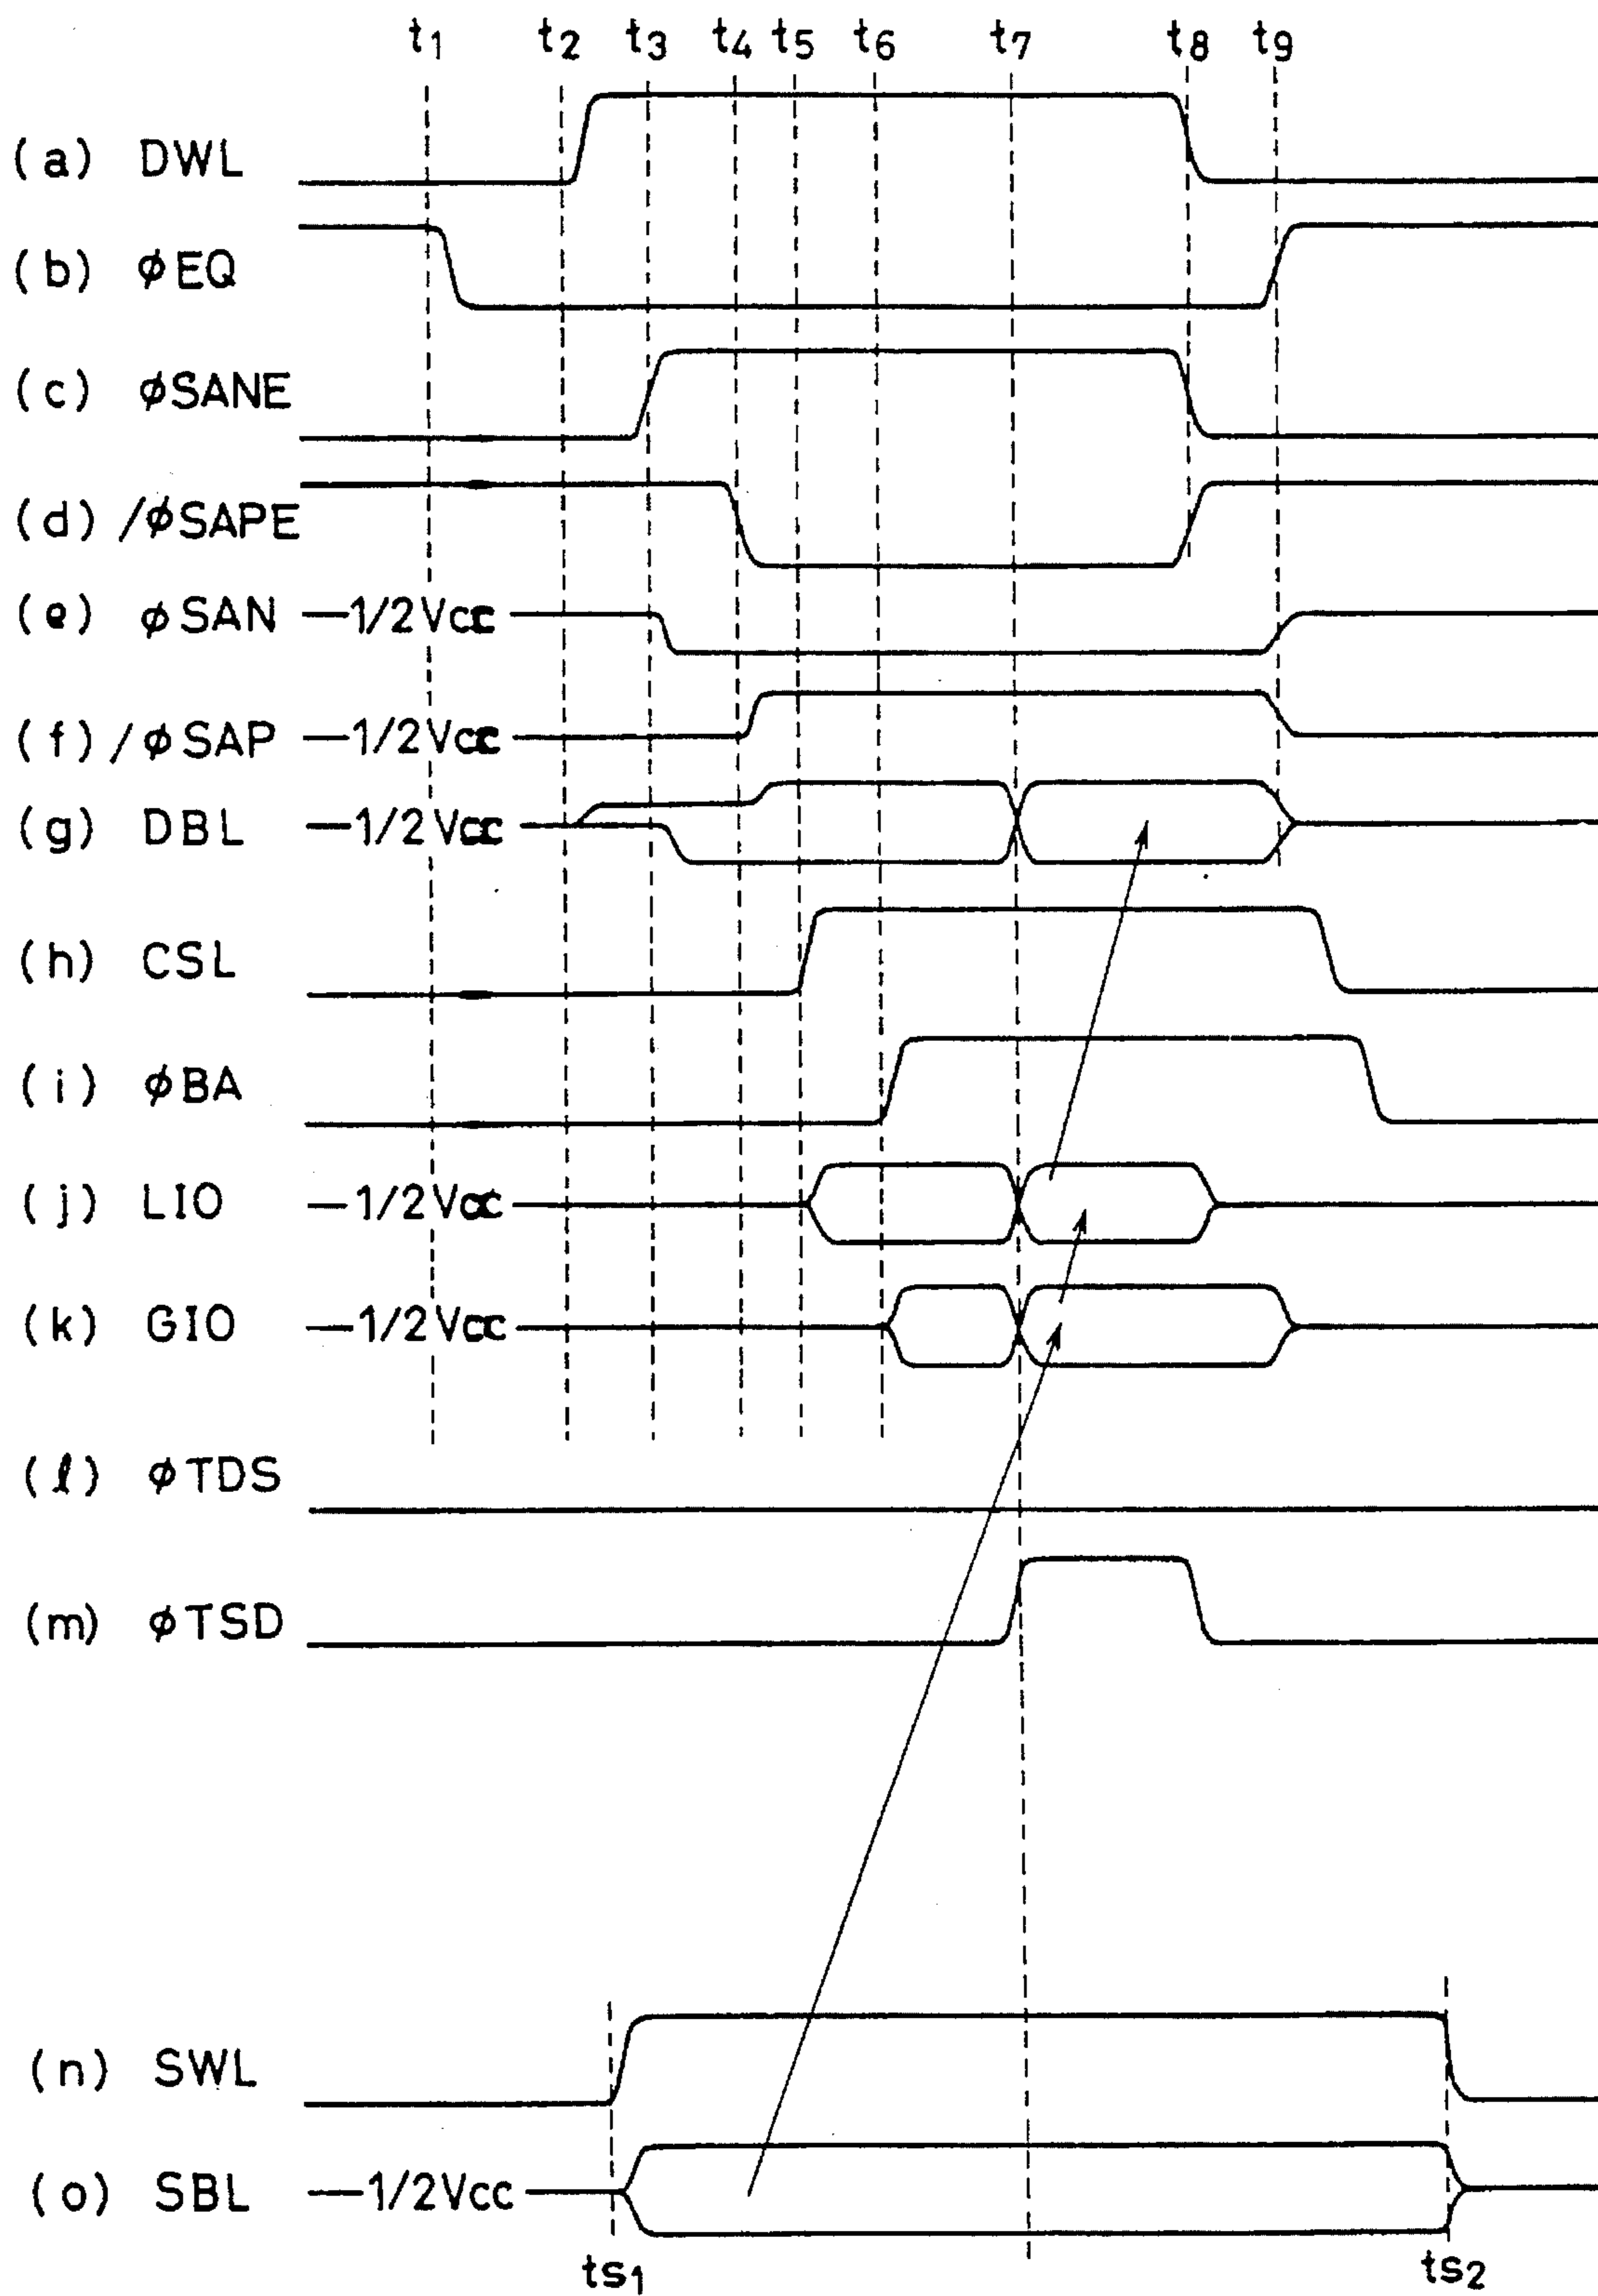 t1 t2 t3 t4 t5 t6 t7 t8 t9
(a) DWL
(b) ϕEQ
(c) ϕSANE
(d) /ϕSAPE
(e) ϕSAN 1/2Vcc
(f) /ϕSAP 1/2Vcc
(g) DBL 1/2Vcc
(h) CSL
(i) ϕBA
(j) LIO 1/2Vcc
(k) GIO 1/2Vcc
(ℓ) ϕTDS
(m) ϕTSD
(n) SWL
(o) SBL 1/2Vcc
ts1 ts2